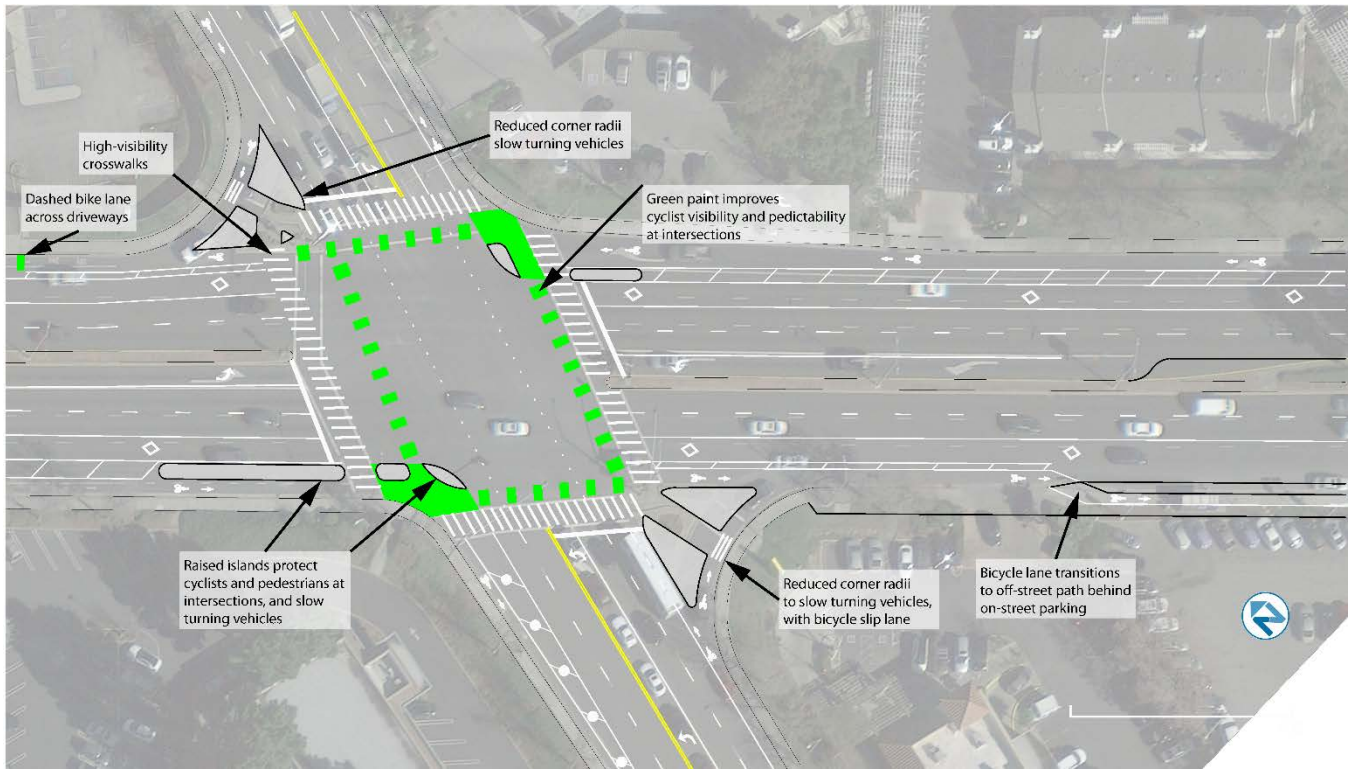 Reduced corner radii
slow turning vehicles
High-visibility
crosswalks
Dashed bike lane
across driveways
Green paint improves
cyclist visibility and pedictability
at intersections
Raised islands protect
cyclists and pedestrians at
intersections, and slow
turning vehicles
Reduced corner radii
to slow turning vehicles,
with bicycle slip lane
Bicycle lane transitions
to off-street path behind
on-street parking